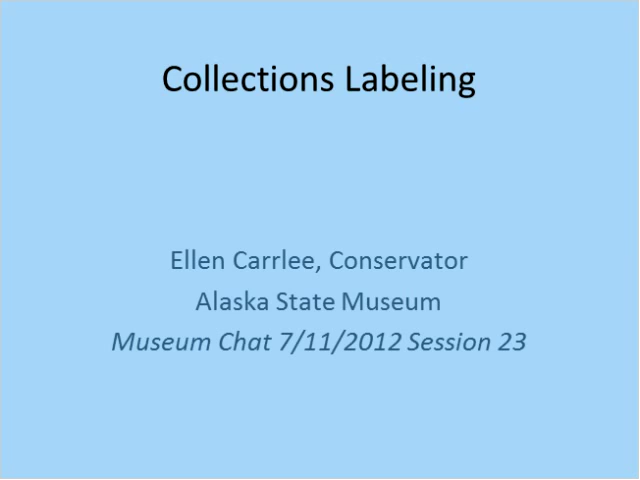 Collections Labeling
Ellen Carrlee, Conservator
Alaska State Museum
Museum Chat 7/11/2012 Session 23